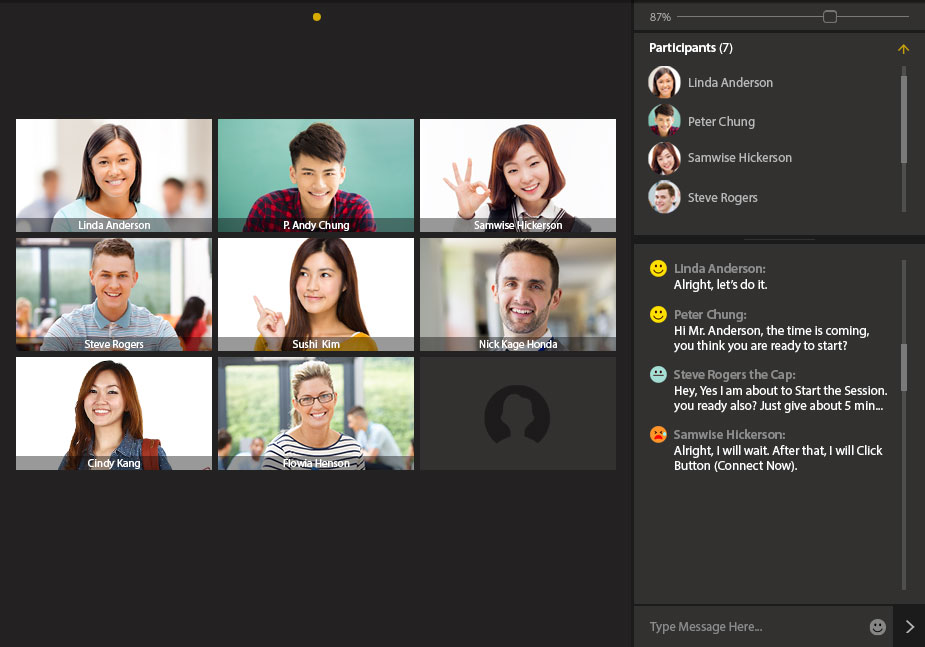 87%
Participants (7)
Linda Anderson
Peter Chung
Samwise Hickerson
Steve Rogers
Linda Anderson
P. Andy Chung
Samwise Hickerson
Steve Rogers
Sushi Kim
Nick Kage Honda
Cindy Kang
Flowia Henson
Linda Anderson:
Alright, let's do it.
Peter Chung:
Hi Mr. Anderson, the time is coming,
you think you are ready to start?
Steve Rogers the Cap:
Hey, Yes I am about to Start the Session.
you ready also? Just give about 5 min...
Samwise Hickerson:
Alright, I will wait. After that, I will Click
Button (Connect Now).
Type Message Here...